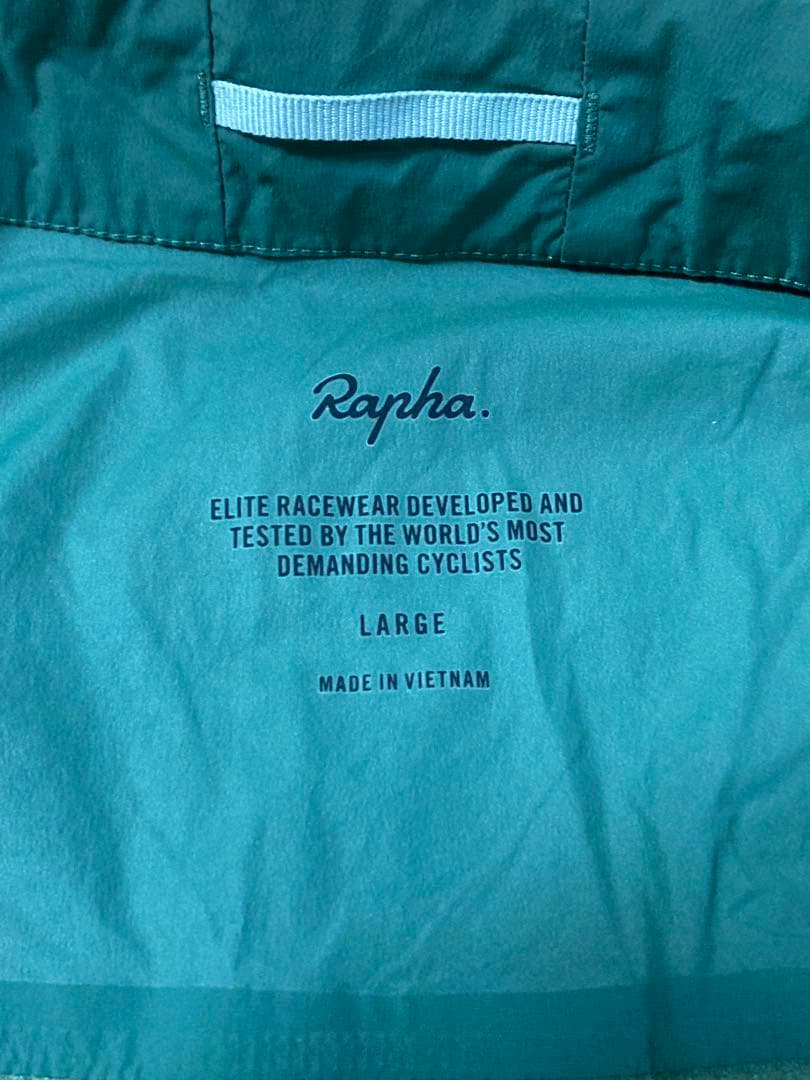 Rapha.
ELITE RACEWEAR DEVELOPED AND
TESTED BY THE WORLD'S MOST
DEMANDING CYCLISTS
LARGE
MADE IN VIETNAM